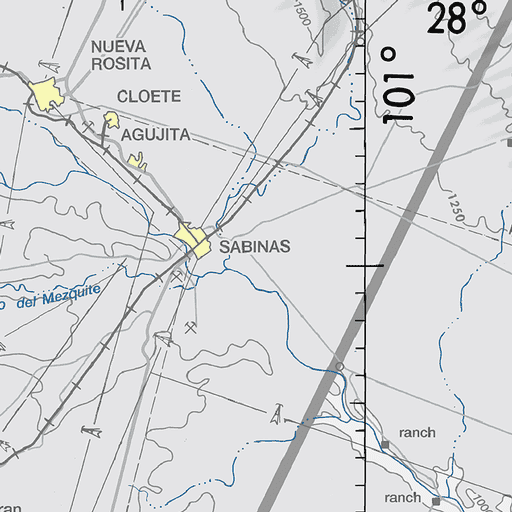 1500
28°
101°
NUEVA
ROSITA
CLOETE
AGUJITA
1250
SABINAS
del Mezquite
ranch
ranch